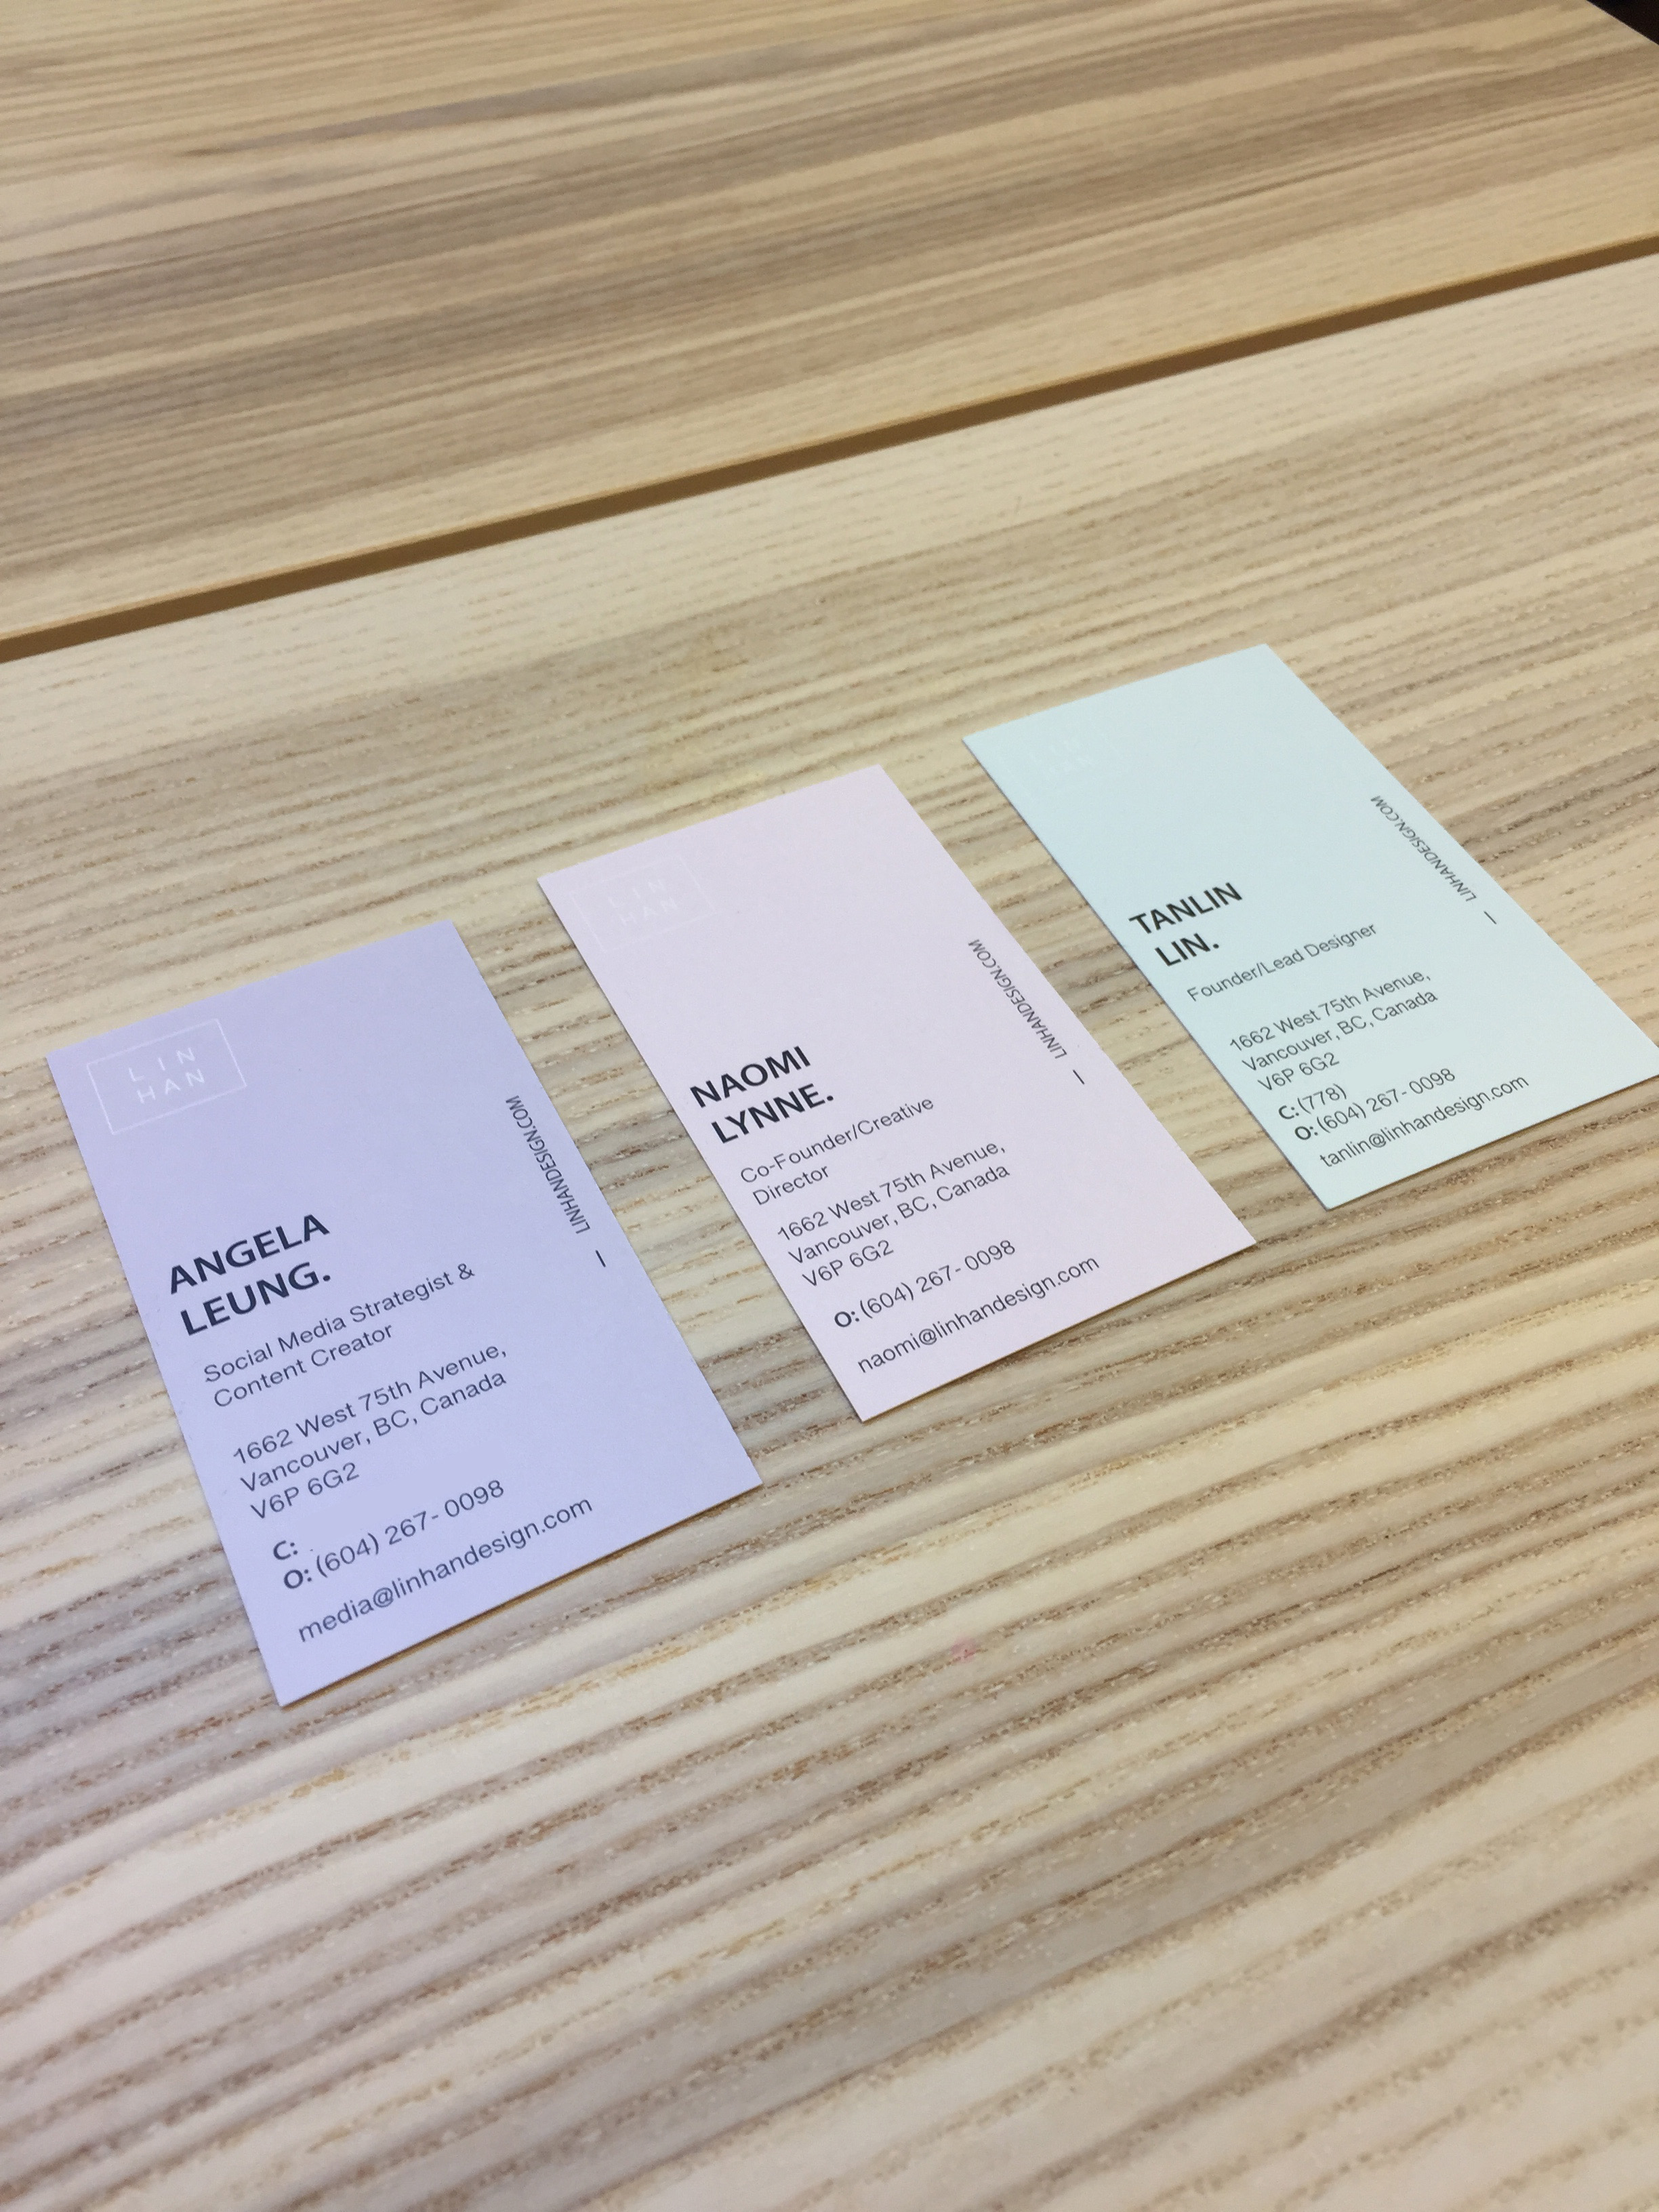 LIN
HAN
LINHANDESIGN.COM
ANGELA
LEUNG.
Social Media Strategist &
Content Creator
1662 West 75th Avenue,
Vancouver, BC, Canada
V6P 6G2
C:
O: (604) 267- 0098
media@linhandesign.com
LIN
HAN
LINHANDESIGN.COM
NAOMI
LYNNE.
Co-Founder/Creative
Director
1662 West 75th Avenue,
Vancouver, BC, Canada
V6P 6G2
O: (604) 267- 0098
naomi@linhandesign.com
LIN
HAN
LINHANDESIGN.COM
TANLIN
LIN.
Founder/Lead Designer
1662 West 75th Avenue,
Vancouver, BC, Canada
V6P 6G2
C: (778)
O: (604) 267- 0098
tanlin@linhandesign.com